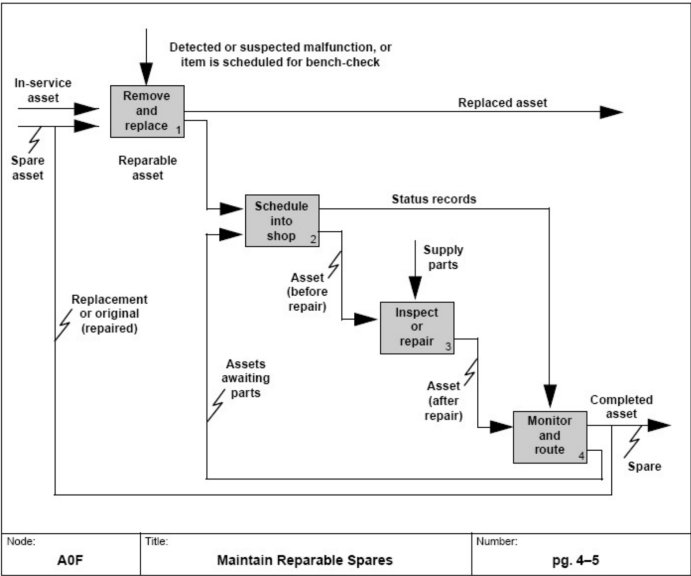 Detected or suspected malfunction, or
item is scheduled for bench-check
In-service
asset
Remove
and
replace
1
Replaced asset
Spare
asset
Reparable
asset
Schedule
into
shop
2
Status records
Supply
parts
Asset
(before
repair)
Replacement
or original
(repaired)
Inspect
or
repair
3
Assets
awaiting
parts
Asset
(after
repair)
Completed
asset
Monitor
and
route
4
Spare
Node:
A0F
Title:
Maintain Reparable Spares
Number:
pg. 4–5